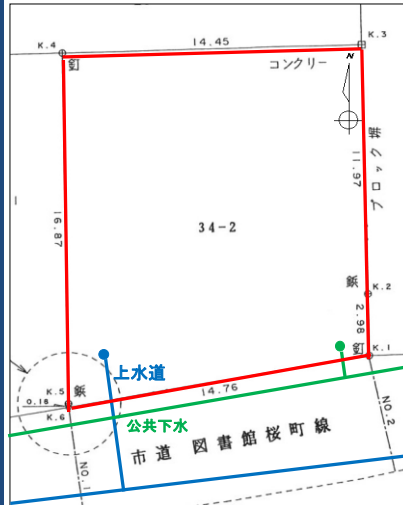 K.4
14.45
K.3
釘
コンクリー
N
ブロック塀
11.97
16.87
34-2
鋲
K.2
2.98
釘
K.1
上水道
K.5
鋲
0.18
K.6
14.76
公共下水
市道 図書館桜町線
NO.1
NO.2